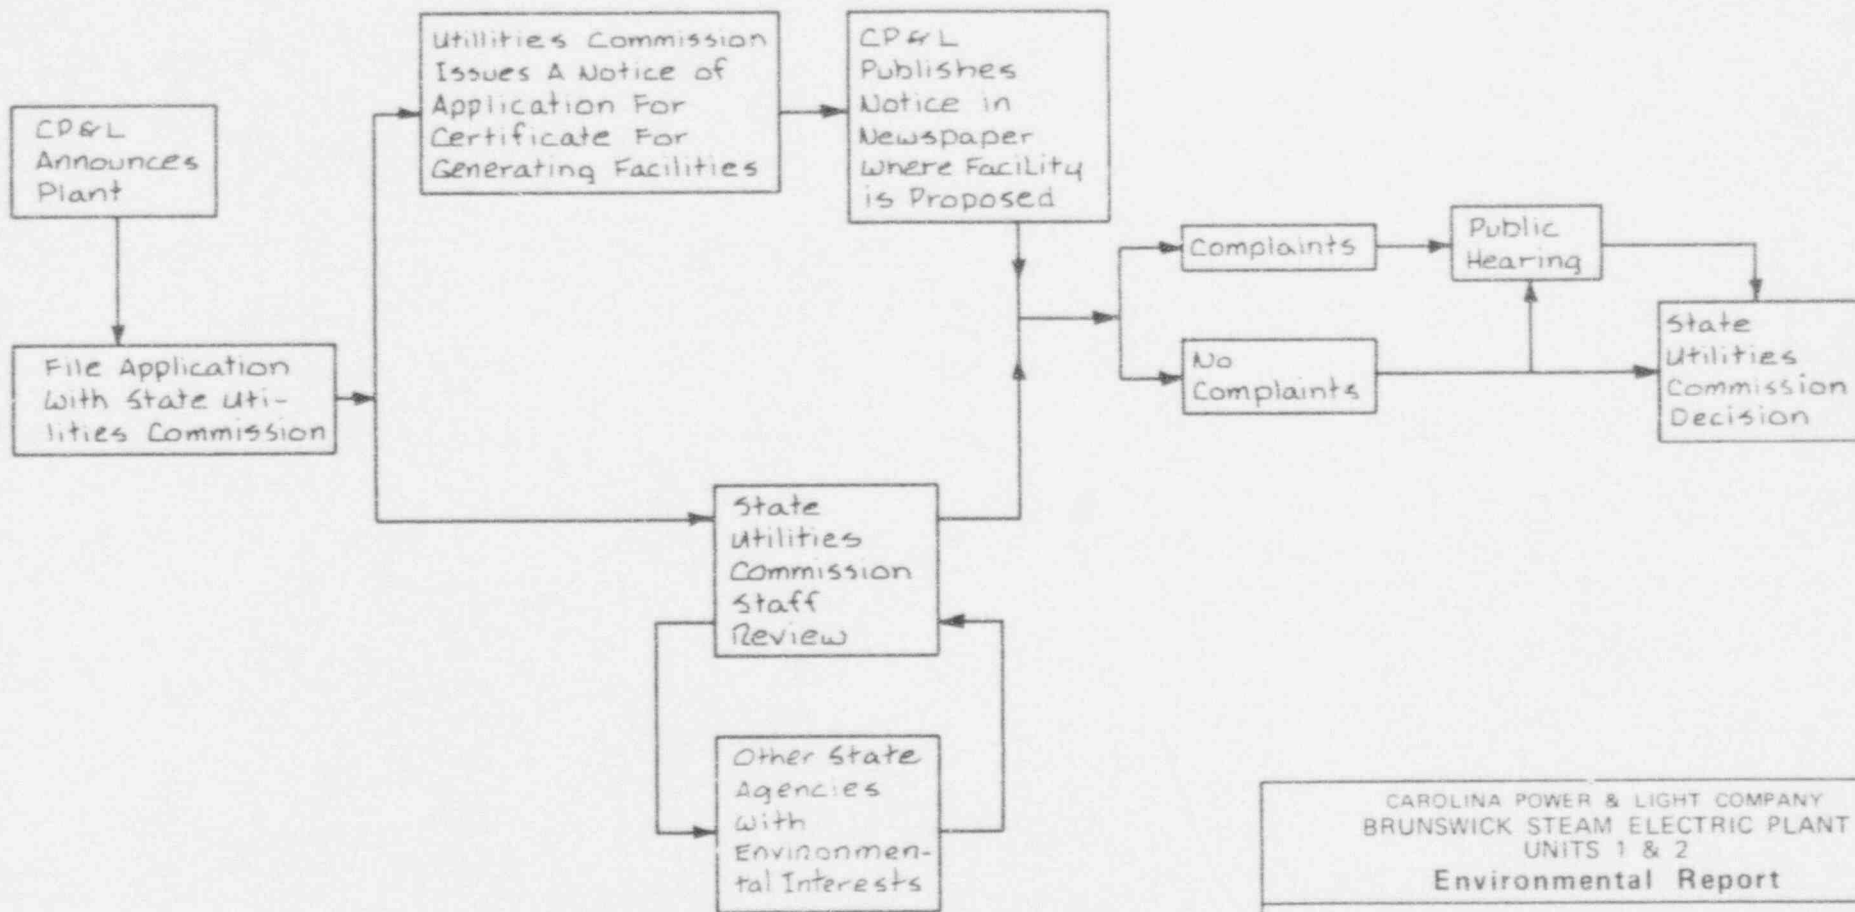 CP&L
Announces
Plant
File Application
With State Uti-
lities Commission
Utillities Commission
Issues A Notice of
Application For
Certificate For
Generating Facilities
CP&L
Publishes
Notice in
Newspaper
Where Facility
is Proposed
State
Utilities
Commission
Staff
Review
Other State
Agencies
with
Environmen-
tal Interests
Complaints
No
Complaints
Public
Hearing
State
Utilities
Commission
Decision
CAROLINA POWER & LIGHT COMPANY
BRUNSWICK STEAM ELECTRIC PLANT
UNITS 1 & 2
Environmental Report